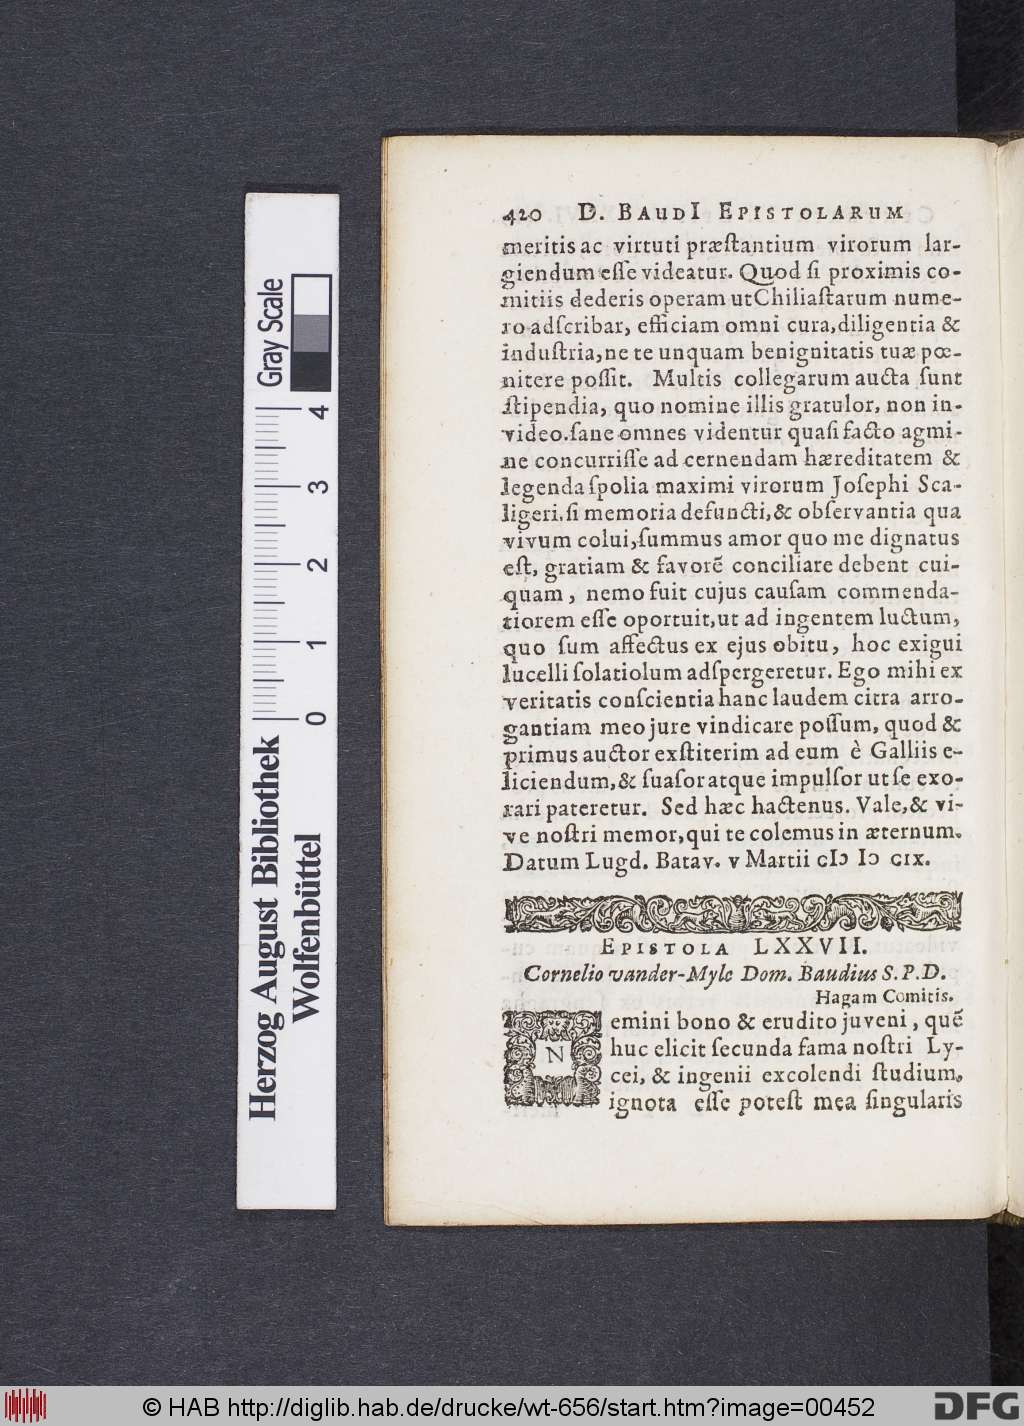 420 D. BAUDI EPISTOLARUM
meritis ac virtuti præstantium virorum lar-
giendum esse videatur. Quod si proximis co-
mitiis dederis operam ut Chiliastarum nume-
ro adscribar, efficiam omni cura, diligentia &
industria, ne te unquam benignitatis tuæ pœ-
nitere possit. Multis collegarum aucta sunt
stipendia, quo nomine illis gratulor, non in-
video. sane omnes videntur quasi facto agmi-
ne concurrisse ad cernendam hæreditatem &
legenda spolia maximi virorum Josephi Sca-
ligeri. si memoria defuncti, & observantia qua
vivum colui, summus amor quo me dignatus
est, gratiam & favorē conciliare debent cui-
quam, nemo fuit cujus causam commenda-
tiorem esse oportuit, ut ad ingentem luctum,
quo sum affectus ex ejus obitu, hoc exigui
lucelli solatiolum adspergeretur. Ego mihi ex
veritatis conscientia hanc laudem citra arro-
gantiam meo jure vindicare possum, quod &
primus auctor exstiterim ad eum è Galliis e-
liciendum, & suasor atque impulsor ut se exo-
rari pateretur. Sed hæc hactenus. Vale, & vi-
ve nostri memor, qui te colemus in æternum.
Datum Lugd. Batav. v Martii cIↄ Iↄ cix.
EPISTOLA LXXVII.
Cornelio vander-Myle Dom. Baudius S. P. D.
Hagam Comitis.
Nemini bono & erudito juveni, quē
huc elicit secunda fama nostri Ly-
cei, & ingenii excolendi studium,
ignota esse potest mea singularis
Gray Scale
4
3
2
1
0
Herzog August Bibliothek
Wolfenbüttel
© HAB http://diglib.hab.de/drucke/wt-656/start.htm?image=00452
DFG